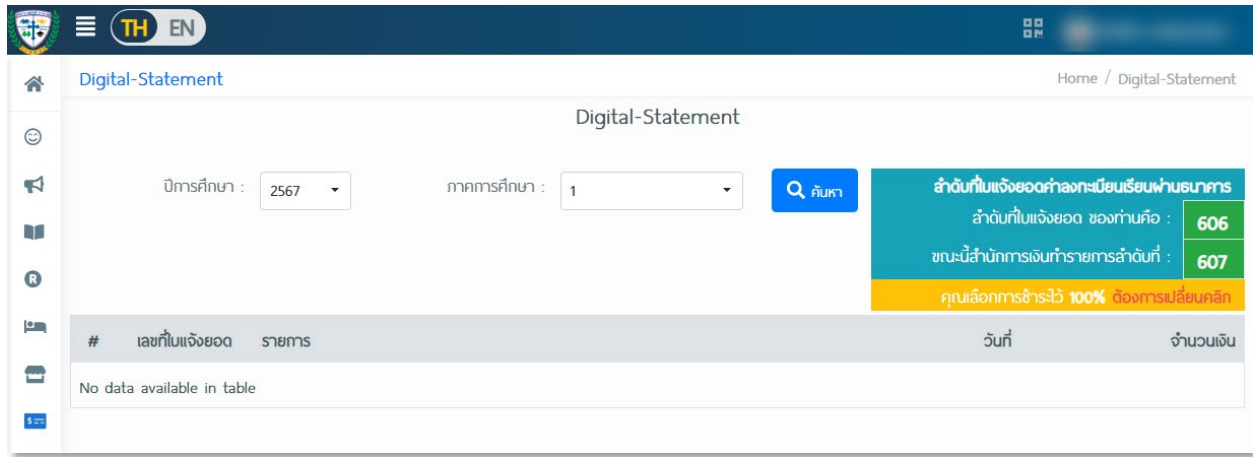 TH EN
Digital-Statement
Home / Digital-Statement
Digital-Statement
ปีการศึกษา : 2567 ภาคการศึกษา : 1 ค้นหา
ลำดับที่ใบแจ้งยอดค่าลงทะเบียนเรียนผ่านธนาคาร
ลำดับที่ใบแจ้งยอด ของท่านคือ : 606
ขณะนี้สำนักการเงินทำรายการลำดับที่ : 607
คุณเลือกการชำระไว้ 100% ต้องการเปลี่ยนคลิก
# เลขที่ใบแจ้งยอด รายการ วันที่ จำนวนเงิน
No data available in table